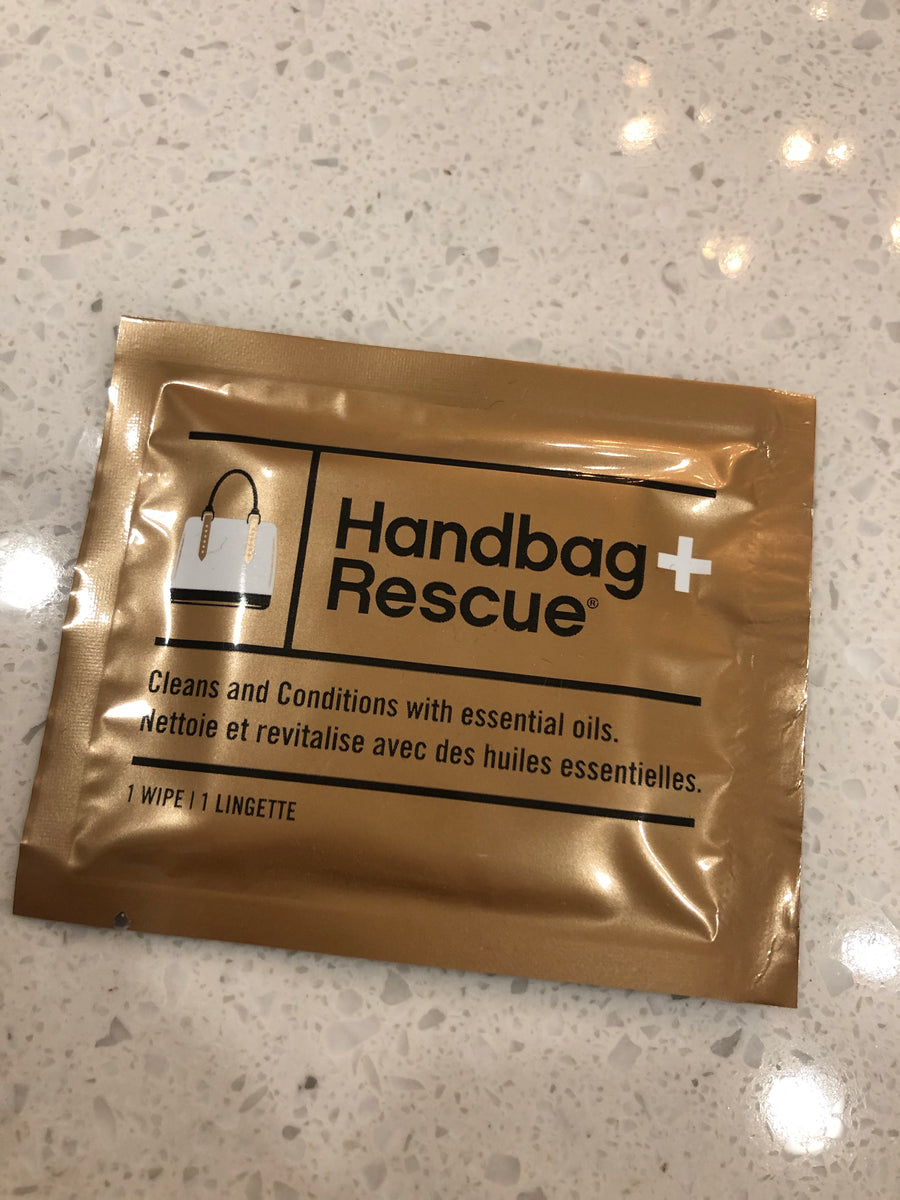 Handbag
Rescue®
Cleans and Conditions with essential oils.
Nettoie et revitalise avec des huiles essentielles.
1 WIPE | 1 LINGETTE